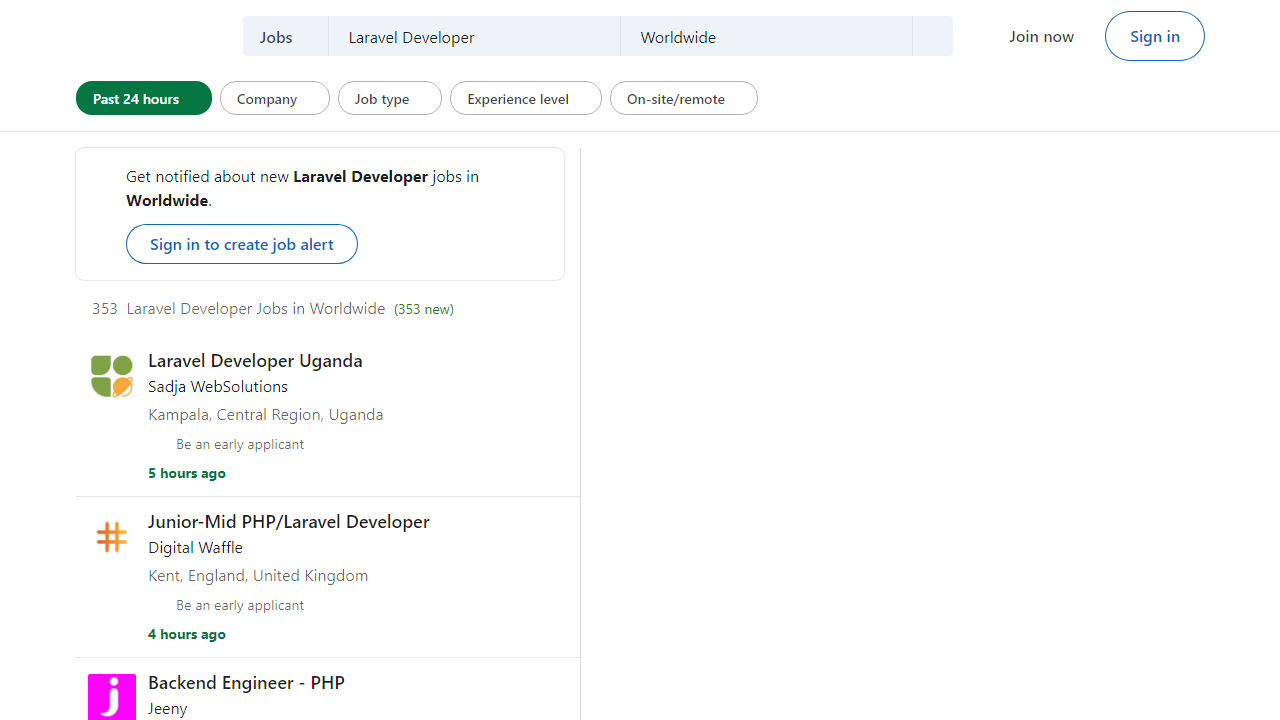 Jobs
Laravel Developer
Worldwide
Join now
Sign in
Past 24 hours
Company
Job type
Experience level
On-site/remote
Get notified about new Laravel Developer jobs in
Worldwide.
Sign in to create job alert
353 Laravel Developer Jobs in Worldwide (353 new)
Laravel Developer Uganda
Sadja WebSolutions
Kampala, Central Region, Uganda
Be an early applicant
5 hours ago
Junior-Mid PHP/Laravel Developer
Digital Waffle
Kent, England, United Kingdom
Be an early applicant
4 hours ago
j
Backend Engineer - PHP
Jeeny